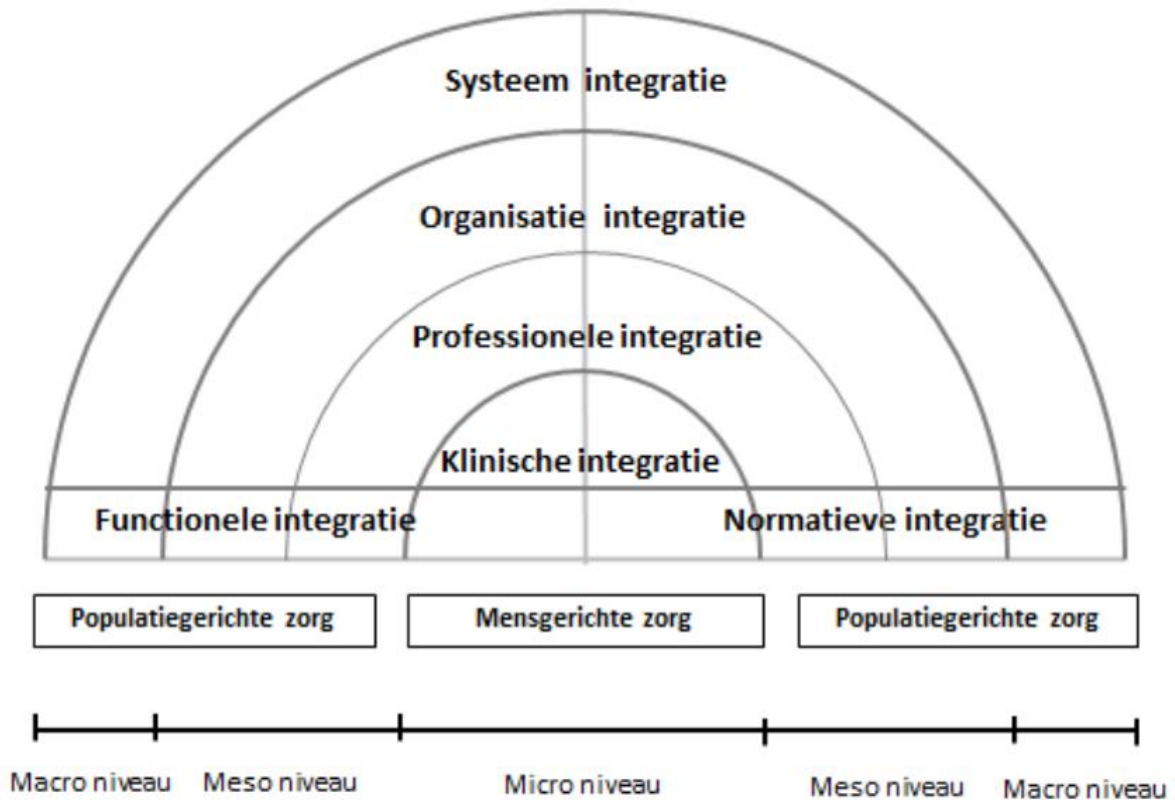 Systeem integratie
Organisatie integratie
Professionele integratie
Klinische integratie
Functionele integratie Normatieve integratie
Populatiegerichte zorg Mensgerichte zorg Populatiegerichte zorg
Macro niveau Meso niveau Micro niveau Meso niveau Macro niveau